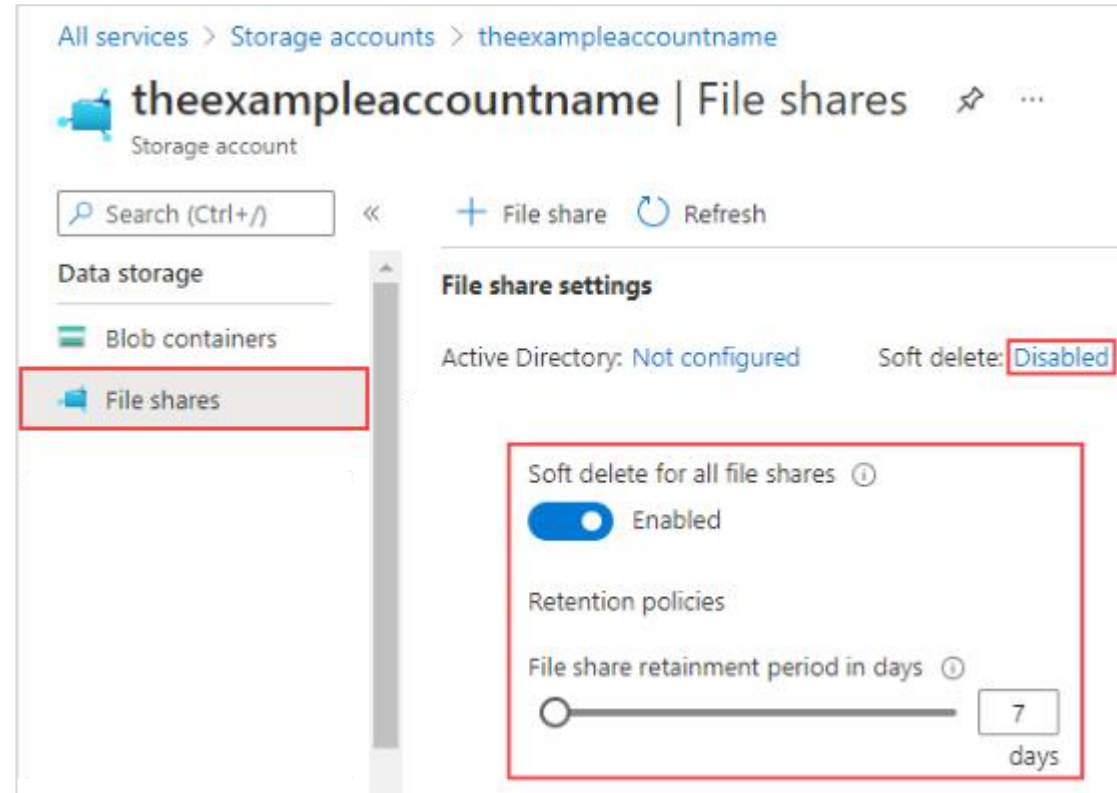 All services > Storage accounts > theexampleaccountname
theexampleaccountname | File shares ...
Storage account
Search (Ctrl+/) «
+ File share Refresh
Data storage
File share settings
Blob containers
Active Directory: Not configured Soft delete: Disabled
File shares
Soft delete for all file shares
Enabled
Retention policies
File share retainment period in days
7
days